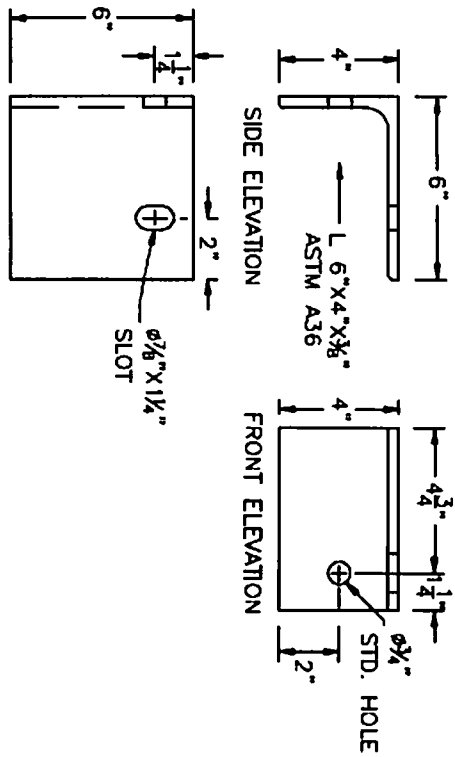 6"
4"
L 6"X4"X3/8"
ASTM A36
SIDE ELEVATION
4 3/4"
1 1/4"
4"
ø3/4"
STD. HOLE
2"
FRONT ELEVATION
6"
1 1/4"
2"
ø7/8"X1 1/4"
SLOT